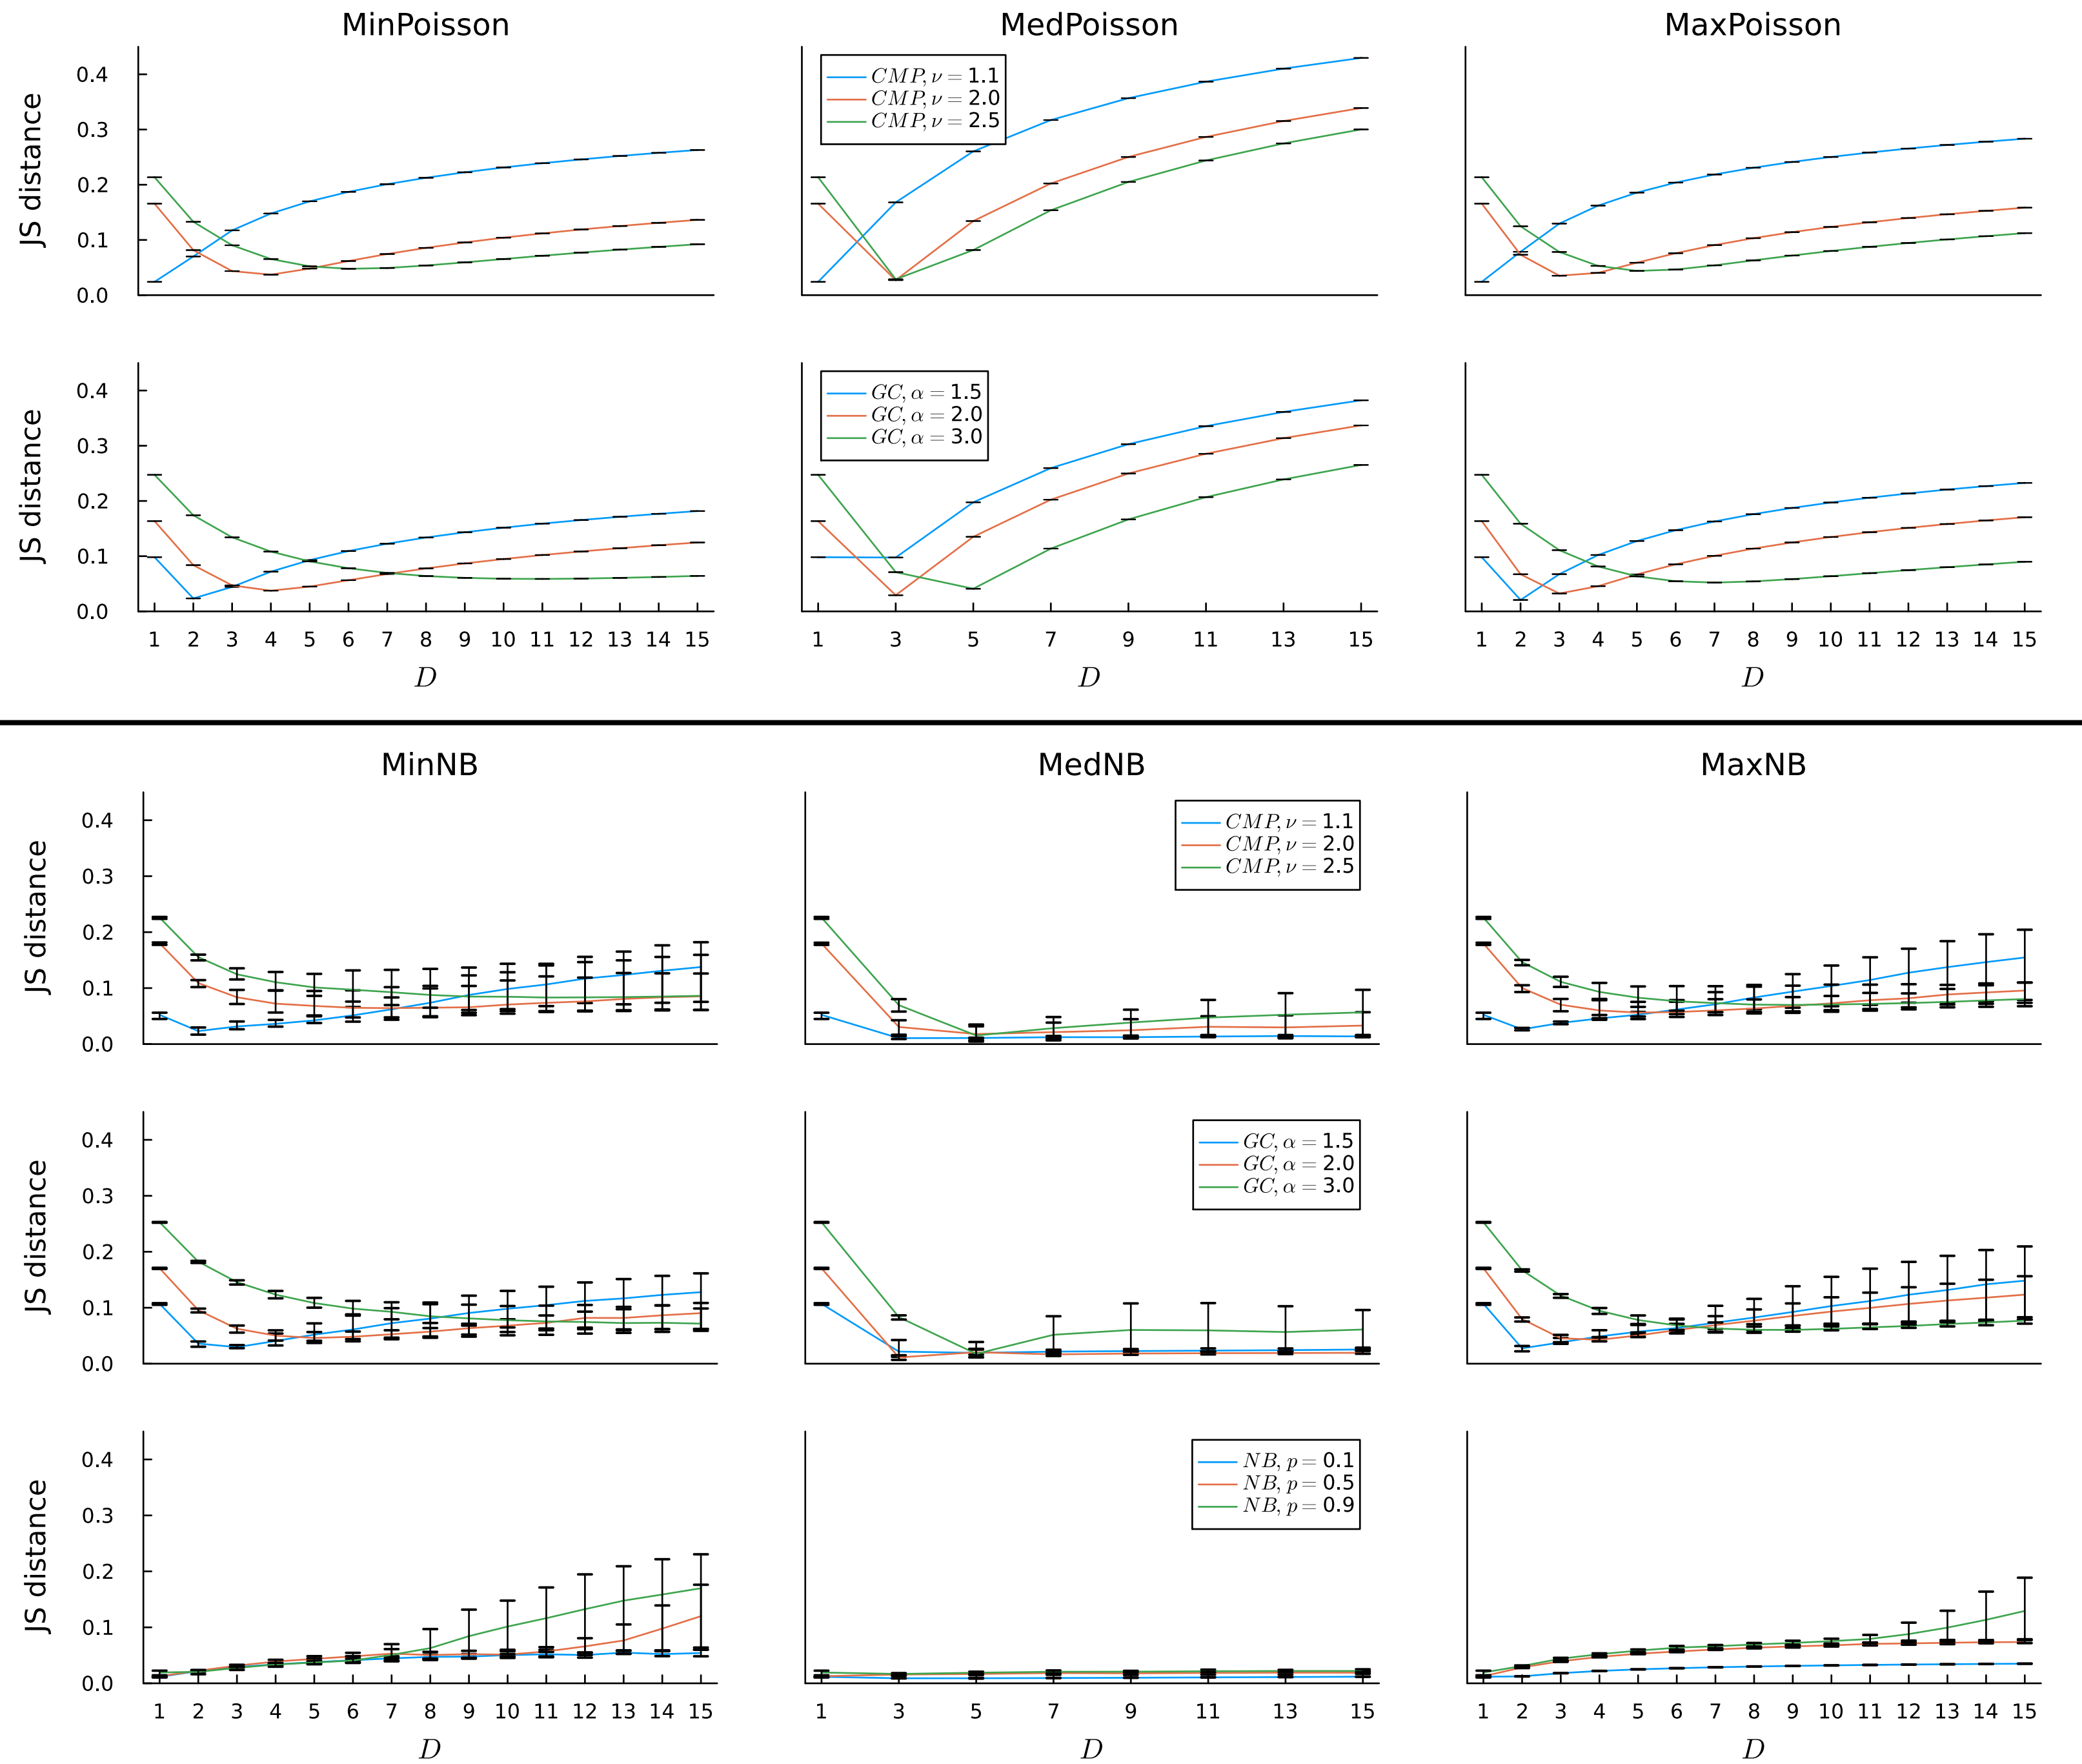 MinPoisson MedPoisson MaxPoisson
JS distance
0.4
0.3
0.2
0.1
0.0
CMP, ν = 1.1
CMP, ν = 2.0
CMP, ν = 2.5
JS distance
0.4
0.3
0.2
0.1
0.0
GC, α = 1.5
GC, α = 2.0
GC, α = 3.0
1 2 3 4 5 6 7 8 9 10 11 12 13 14 15
1 3 5 7 9 11 13 15
1 2 3 4 5 6 7 8 9 10 11 12 13 14 15
D D D
MinNB MedNB MaxNB
JS distance
0.4
0.3
0.2
0.1
0.0
CMP, ν = 1.1
CMP, ν = 2.0
CMP, ν = 2.5
JS distance
0.4
0.3
0.2
0.1
0.0
GC, α = 1.5
GC, α = 2.0
GC, α = 3.0
JS distance
0.4
0.3
0.2
0.1
0.0
NB, p = 0.1
NB, p = 0.5
NB, p = 0.9
1 2 3 4 5 6 7 8 9 10 11 12 13 14 15
1 3 5 7 9 11 13 15
1 2 3 4 5 6 7 8 9 10 11 12 13 14 15
D D D